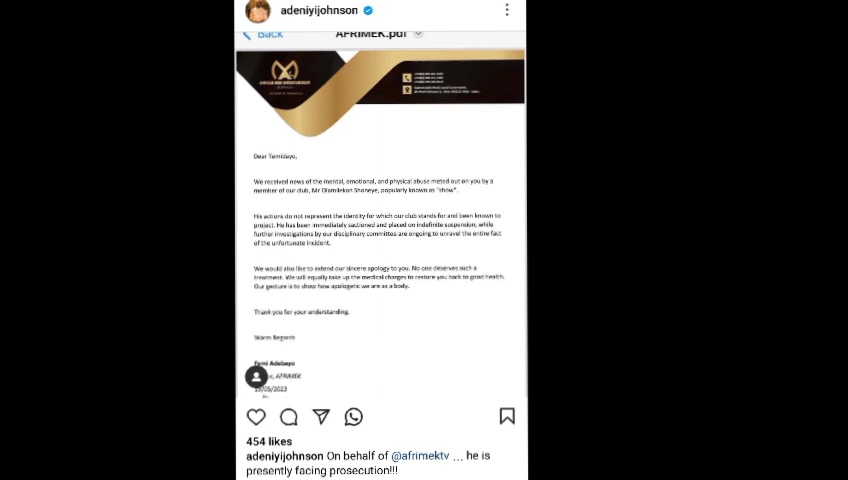 adeniyijohnson
Back
AFRIMEK.pdf
Dear Temidayo,
We received news of the mental, emotional, and physical abuse meted out on you by a
member of our club, Mr Olamilekan Shoneye, popularly known as "show".
His actions do not represent the identity for which our club stands for and been known to
project. He has been immediately sactioned and placed on indefinite suspension, while
further investigations by our disciplinary committee are ongoing to unravel the entire fact
of the unfortunate incident.
We would also like to extend our sincere apology to you. No one deserves such a
treatment. We will equally take up the medical charges to restore you back to good health.
Our gesture is to show how apologetic we are as a body.
Thank you for your understanding.
Warm Regards
Femi Adebayo
AFRIMEK
/05/2023
454 likes
adeniyijohnson On behalf of @afrimektv ... he is
presently facing prosecution!!!